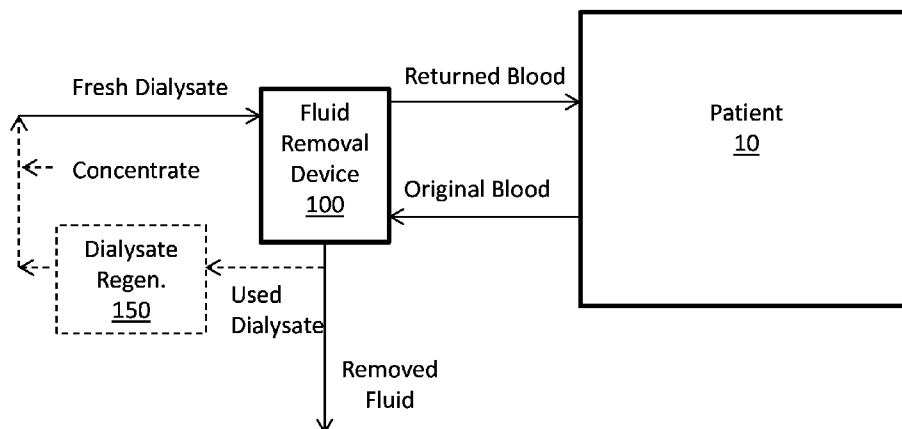 Fresh Dialysate
Concentrate
Dialysate
Regen.
150
Used
Dialysate
Fluid
Removal
Device
100
Removed
Fluid
Returned Blood
Original Blood
Patient
10